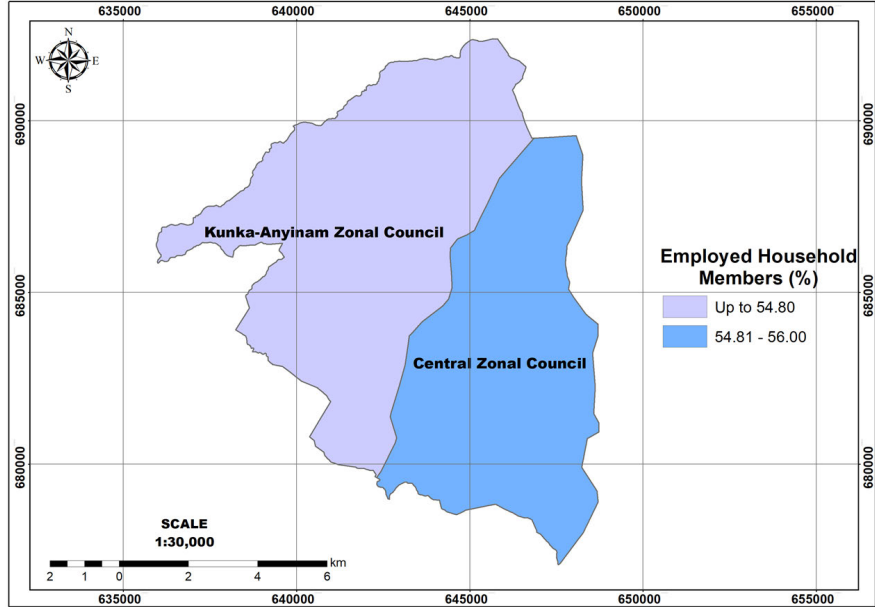 635000 640000 645000 650000 655000
N
W E
S
690000 690000
Kunka-Anyinam Zonal Council
Employed Household
Members (%)
685000 685000
Up to 54.80
54.81 - 56.00
Central Zonal Council
680000 680000
SCALE
1:30,000
km
2 1 0 2 4 6
635000 640000 645000 650000 655000